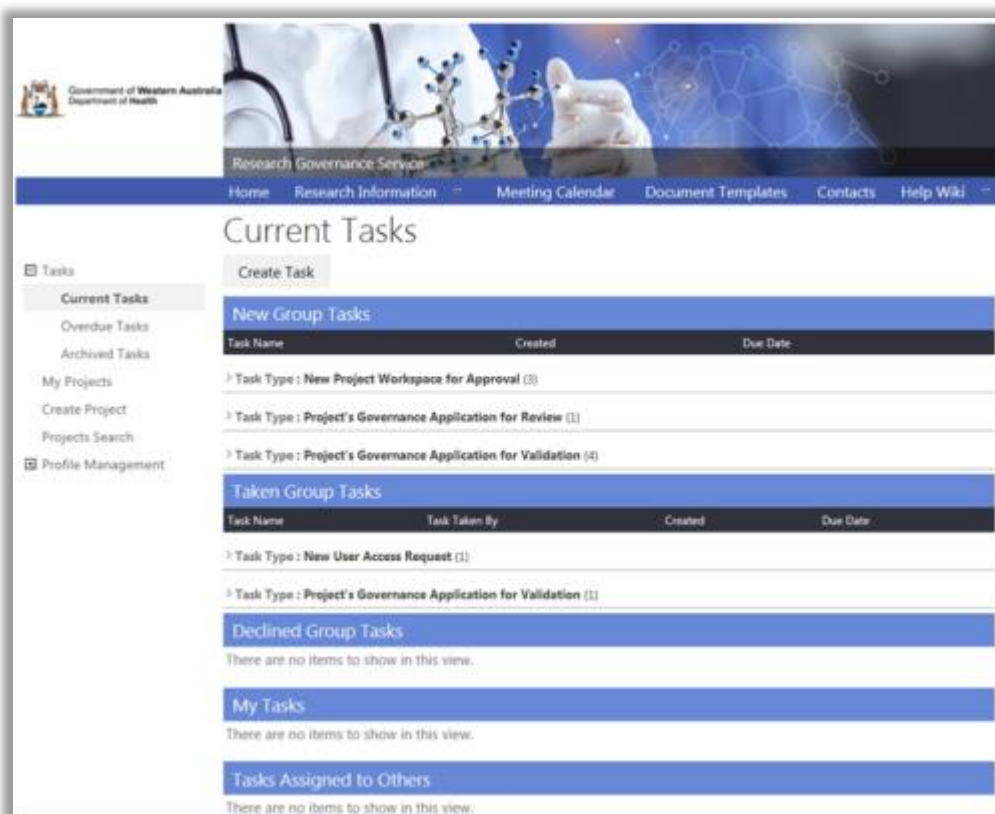 Government of Western Australia
Department of Health
Research Governance Service
Home Research Information Meeting Calendar Document Templates Contacts Help Wiki
Current Tasks
Create Task
Tasks
Current Tasks
Overdue Tasks
Archived Tasks
My Projects
Create Project
Projects Search
Profile Management
New Group Tasks
Task Name Created Due Date
Task Type : New Project Workspace for Approval (3)
Task Type : Project's Governance Application for Review (1)
Task Type : Project's Governance Application for Validation (4)
Taken Group Tasks
Task Name Task Taken By Created Due Date
Task Type : New User Access Request (1)
Task Type : Project's Governance Application for Validation (1)
Declined Group Tasks
There are no items to show in this view.
My Tasks
There are no items to show in this view.
Tasks Assigned to Others
There are no items to show in this view.